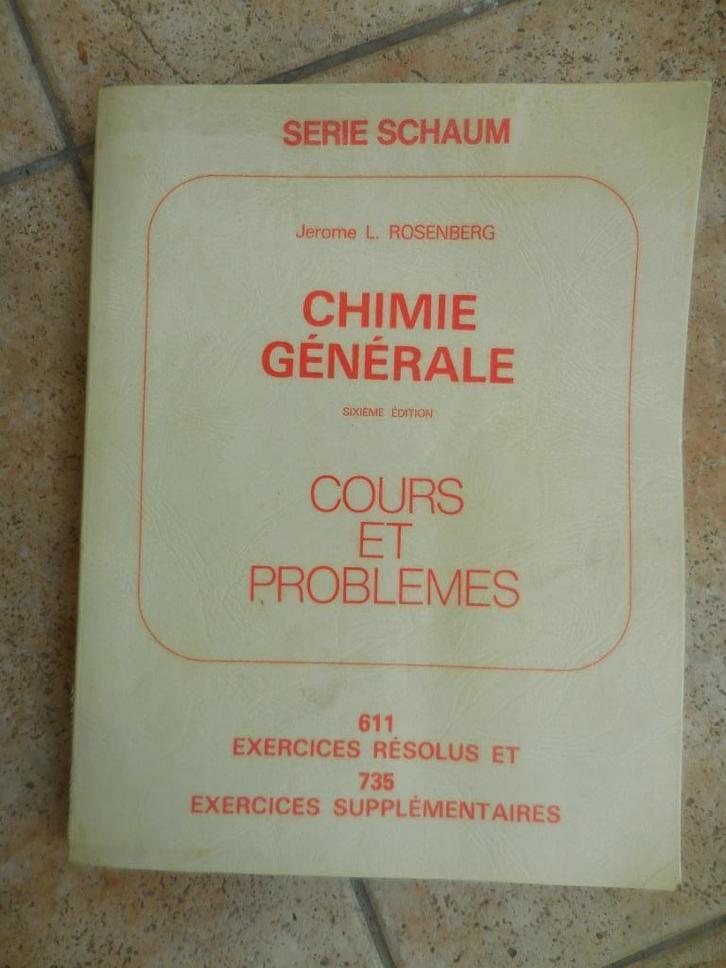 SERIE SCHAUM
Jerome L. ROSENBERG
CHIMIE
GÉNÉRALE
SIXIÈME ÉDITION
COURS
ET
PROBLEMES
611
EXERCICES RÉSOLUS ET
735
EXERCICES SUPPLÉMENTAIRES